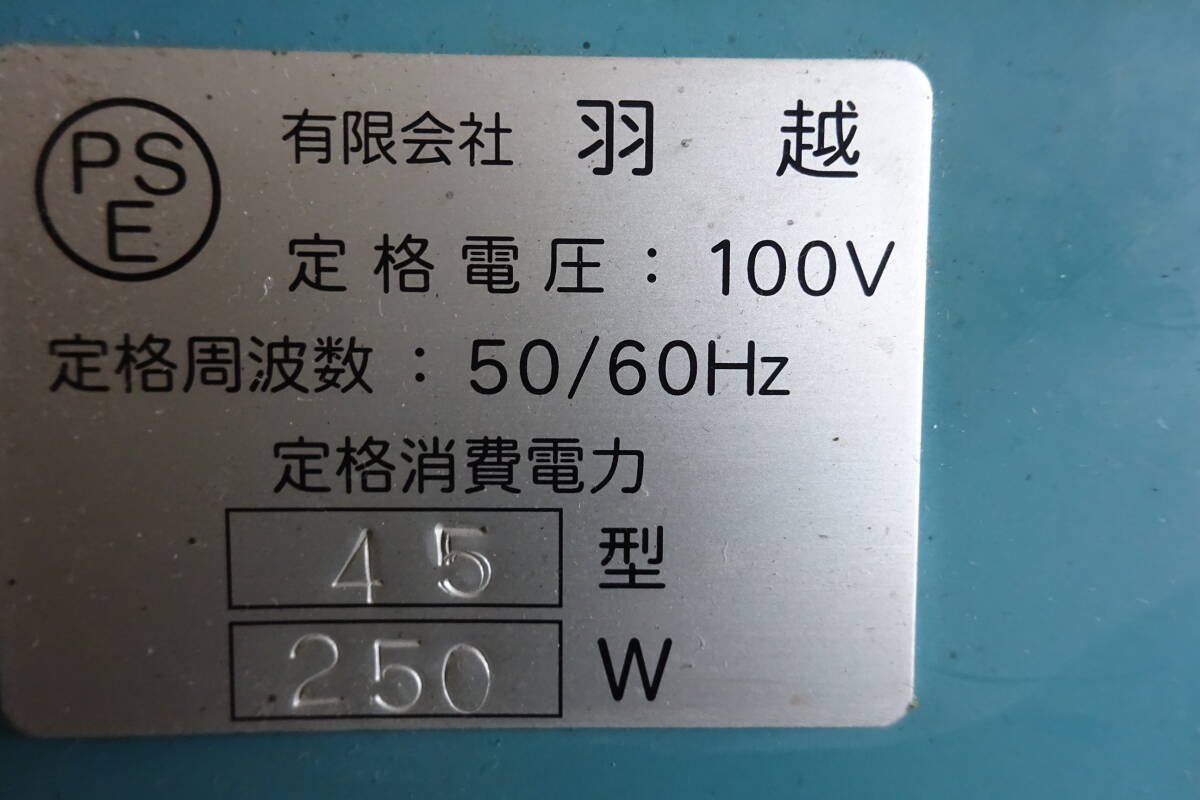 PS
E
有限会社 羽 越
定格電圧: 100V
定格周波数: 50/60Hz
定格消費電力
45 型
250 W